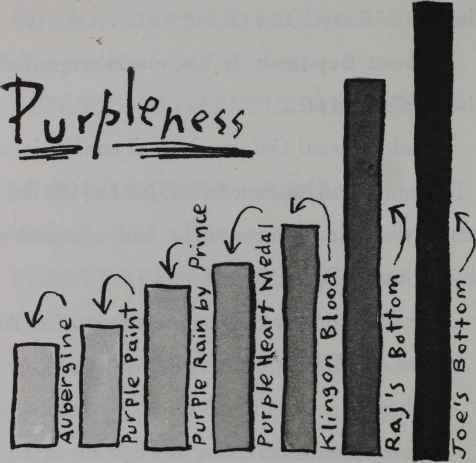 Purpleness
Aubergine
Purple Paint
Purple Rain by Prince
Purple Heart Medal
Klingon Blood
Raj's Bottom
Joe's Bottom